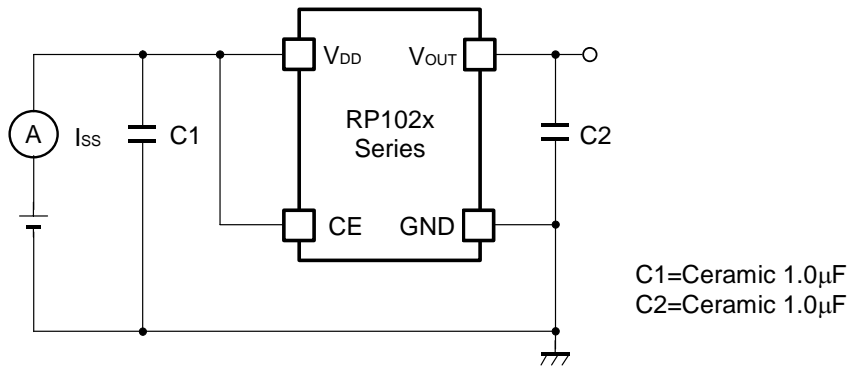 VDD VOUT
RP102x
Series
A ISS C1 C2
CE GND
C1=Ceramic 1.0μF
C2=Ceramic 1.0μF